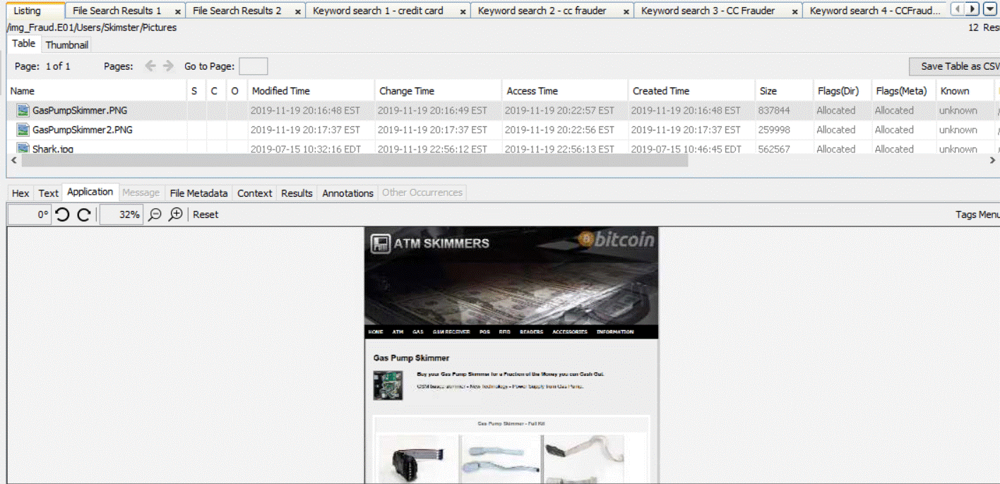 Listing File Search Results 1 x File Search Results 2 x Keyword search 1 - credit card x Keyword search 2 - cc frauder x Keyword search 3 - CC Frauder x Keyword search 4 - CCFraud...
/img_Fraud.E01/Users/Skimster/Pictures 12 Resu
Table Thumbnail
Page: 1 of 1 Pages: Go to Page: Save Table as CSV
Name S C O Modified Time Change Time Access Time Created Time Size Flags(Dir) Flags(Meta) Known
GasPumpSkimmer.PNG 2019-11-19 20:16:48 EST 2019-11-19 20:16:49 EST 2019-11-19 20:22:57 EST 2019-11-19 20:16:48 EST 837844 Allocated Allocated unknown
GasPumpSkimmer2.PNG 2019-11-19 20:17:37 EST 2019-11-19 20:17:37 EST 2019-11-19 20:22:56 EST 2019-11-19 20:17:37 EST 259998 Allocated Allocated unknown
Shark.jpg 2019-07-15 10:32:16 EDT 2019-11-19 22:56:12 EST 2019-11-19 22:56:13 EST 2019-07-15 10:46:45 EDT 562567 Allocated Allocated unknown
Hex Text Application Message File Metadata Context Results Annotations Other Occurrences
0° 32% Reset Tags Menu
ATM SKIMMERS bitcoin
HOME ATM GAS GSM RECEIVER POS RFID READERS ACCESSORIES INFORMATION
Gas Pump Skimmer
Buy your Gas Pump Skimmer for a Fraction of the Money you can Cash Out.
GSM based skimmer - New Technology - Power Supply from Gas Pump.
Gas Pump Skimmer - Full Kit